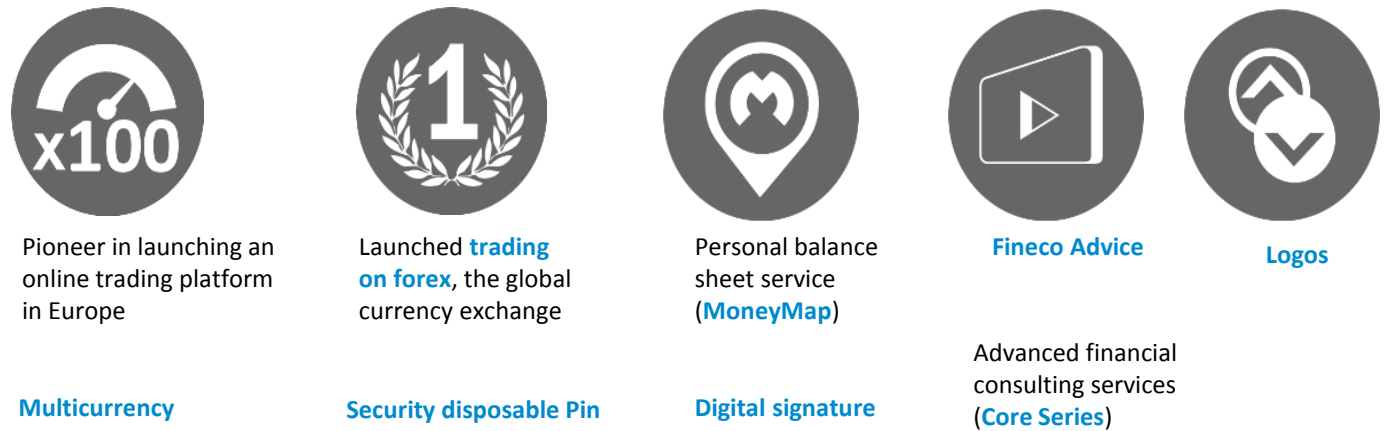 x100
1
Pioneer in launching an
online trading platform
in Europe
Launched trading
on forex, the global
currency exchange
Personal balance
sheet service
(MoneyMap)
Fineco Advice
Logos
Multicurrency
Security disposable Pin
Digital signature
Advanced financial
consulting services
(Core Series)